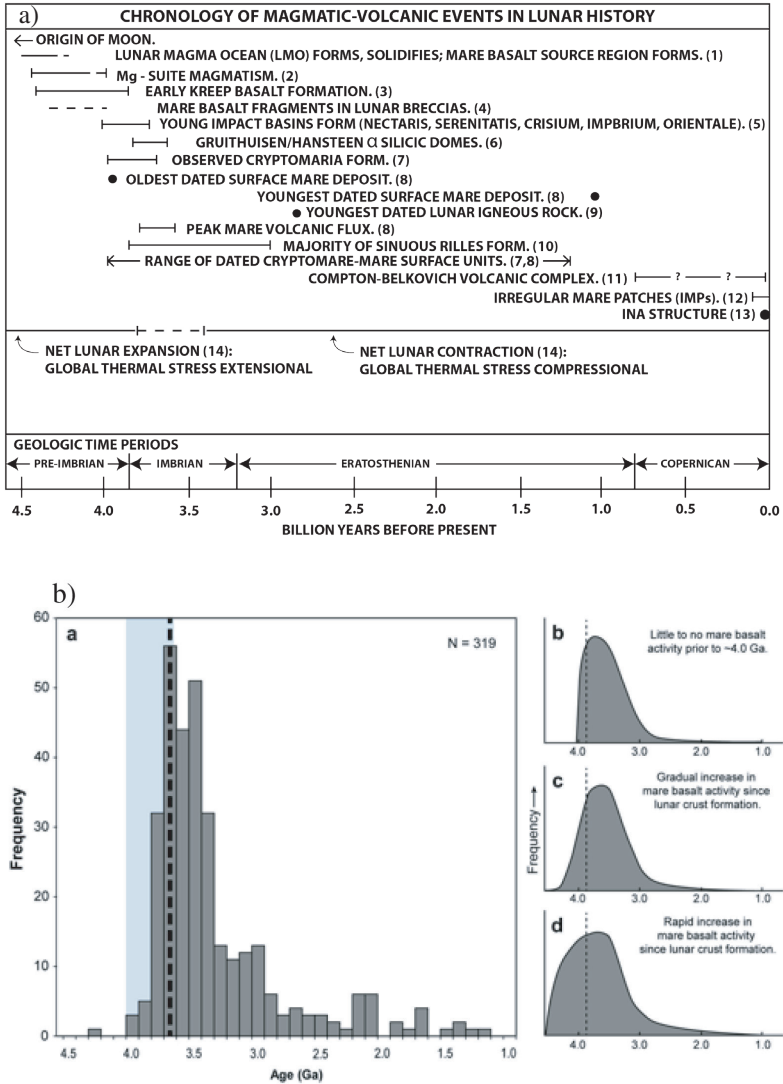 a)
CHRONOLOGY OF MAGMATIC-VOLCANIC EVENTS IN LUNAR HISTORY
ORIGIN OF MOON.
LUNAR MAGMA OCEAN (LMO) FORMS, SOLIDIFIES; MARE BASALT SOURCE REGION FORMS. (1)
Mg - SUITE MAGMATISM. (2)
EARLY KREEP BASALT FORMATION. (3)
MARE BASALT FRAGMENTS IN LUNAR BRECCIAS. (4)
YOUNG IMPACT BASINS FORM (NECTARIS, SERENITATIS, CRISIUM, IMPBRIUM, ORIENTALE). (5)
GRUITHUISEN/HANSTEEN α SILICIC DOMES. (6)
OBSERVED CRYPTOMARIA FORM. (7)
OLDEST DATED SURFACE MARE DEPOSIT. (8)
YOUNGEST DATED SURFACE MARE DEPOSIT. (8)
YOUNGEST DATED LUNAR IGNEOUS ROCK. (9)
PEAK MARE VOLCANIC FLUX. (8)
MAJORITY OF SINUOUS RILLES FORM. (10)
RANGE OF DATED CRYPTOMARE-MARE SURFACE UNITS. (7,8)
COMPTON-BELKOVICH VOLCANIC COMPLEX. (11) ? ?
IRREGULAR MARE PATCHES (IMPs). (12)
INA STRUCTURE (13)
NET LUNAR EXPANSION (14):
GLOBAL THERMAL STRESS EXTENSIONAL
NET LUNAR CONTRACTION (14):
GLOBAL THERMAL STRESS COMPRESSIONAL
GEOLOGIC TIME PERIODS
PRE-IMBRIAN IMBRIAN ERATOSTHENIAN COPERNICAN
4.5 4.0 3.5 3.0 2.5 2.0 1.5 1.0 0.5 0.0
BILLION YEARS BEFORE PRESENT
b)
a
N = 319
60
50
40
30
20
10
0
Frequency
4.5 4.0 3.5 3.0 2.5 2.0 1.5 1.0
Age (Ga)
b
Little to no mare basalt
activity prior to ~4.0 Ga.
4.0 3.0 2.0 1.0
c
Gradual increase in
mare basalt activity since
lunar crust formation.
Frequency
4.0 3.0 2.0 1.0
d
Rapid increase in
mare basalt activity
since lunar crust formation.
4.0 3.0 2.0 1.0